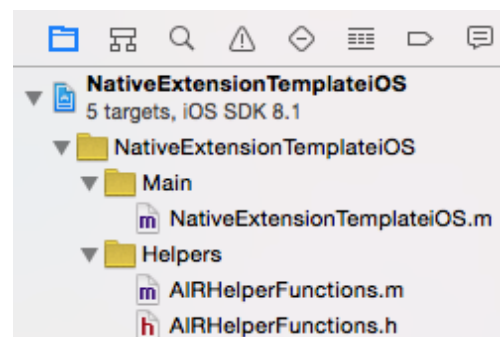 NativeExtensionTemplateiOS
5 targets, iOS SDK 8.1
NativeExtensionTemplateiOS
Main
m NativeExtensionTemplateiOS.m
Helpers
m AIRHelperFunctions.m
h AIRHelperFunctions.h